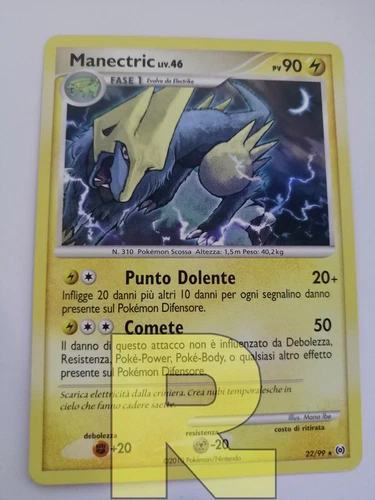 Manectric LIV.46
PV 90
FASE 1 Evolve da Electrike
N. 310 Pokémon Scossa Altezza: 1,5m Peso: 40,2kg
Punto Dolente 20+
Infligge 20 danni più altri 10 danni per ogni segnalino danno
presente sul Pokémon Difensore.
Comete 50
Il danno di questo attacco non è influenzato da Debolezza,
Resistenza, Poké-Power, Poké-Body, o qualsiasi altro effetto
presente sul Pokémon Difensore.
Scarica elettricità dalla criniera. Crea nubi temporalesche in
cielo che fanno cadere saette.
Illus. Mana Ibe
debolezza resistenza costo di ritirata
+20 -20
©2010 Pokémon/Nintendo
22/99 ★
R